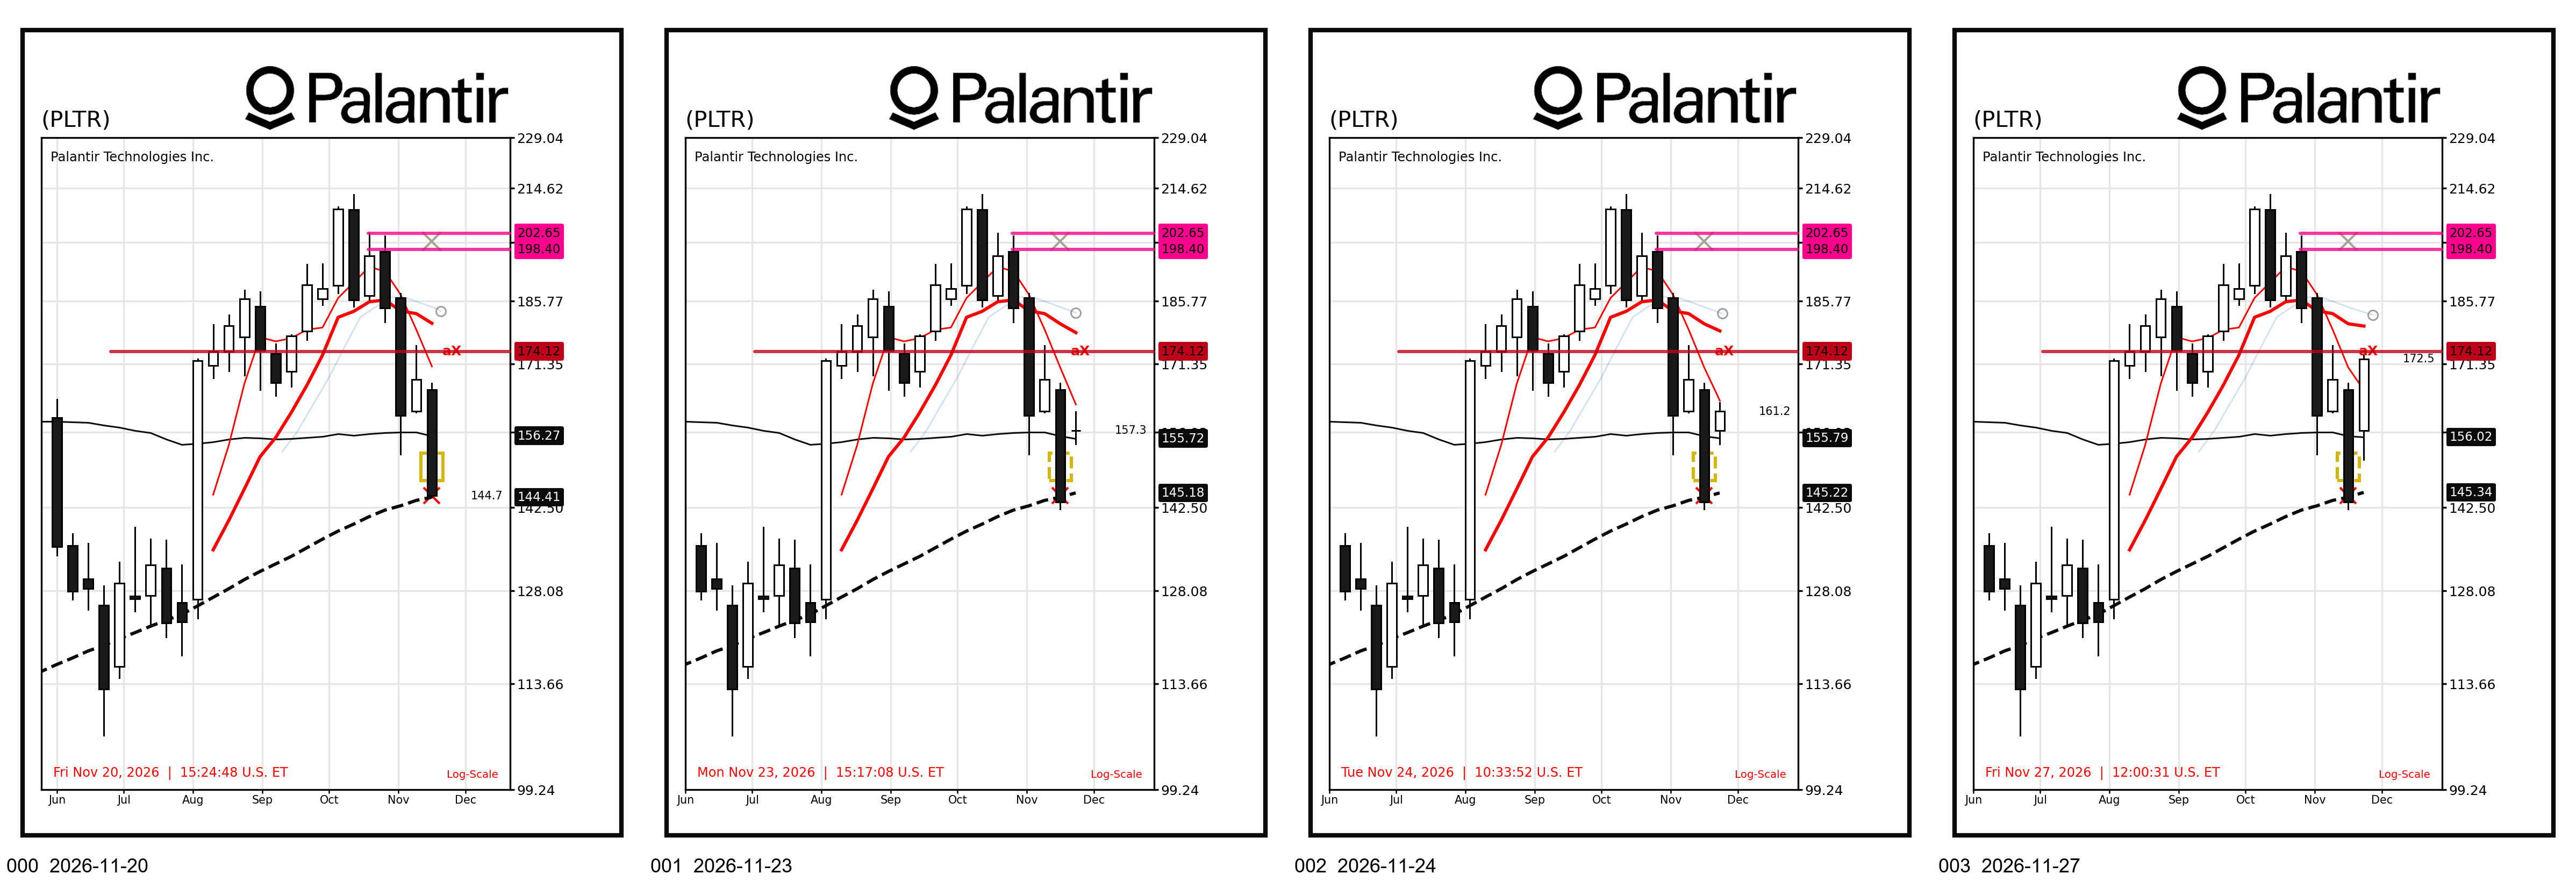 Palantir
(PLTR)
Palantir Technologies Inc.
229.04
214.62
202.65
198.40
185.77
aX
174.12
171.35
156.27
144.7
144.41
142.50
128.08
113.66
99.24
Fri Nov 20, 2026 | 15:24:48 U.S. ET
Log-Scale
Jun Jul Aug Sep Oct Nov Dec
000 2026-11-20
Palantir
(PLTR)
Palantir Technologies Inc.
229.04
214.62
202.65
198.40
185.77
aX
174.12
171.35
157.3
155.72
145.18
142.50
128.08
113.66
99.24
Mon Nov 23, 2026 | 15:17:08 U.S. ET
Log-Scale
Jun Jul Aug Sep Oct Nov Dec
001 2026-11-23
Palantir
(PLTR)
Palantir Technologies Inc.
229.04
214.62
202.65
198.40
185.77
aX
174.12
171.35
161.2
155.79
145.22
142.50
128.08
113.66
99.24
Tue Nov 24, 2026 | 10:33:52 U.S. ET
Log-Scale
Jun Jul Aug Sep Oct Nov Dec
002 2026-11-24
Palantir
(PLTR)
Palantir Technologies Inc.
229.04
214.62
202.65
198.40
185.77
aX
174.12
172.5
171.35
156.02
145.34
142.50
128.08
113.66
99.24
Fri Nov 27, 2026 | 12:00:31 U.S. ET
Log-Scale
Jun Jul Aug Sep Oct Nov Dec
003 2026-11-27